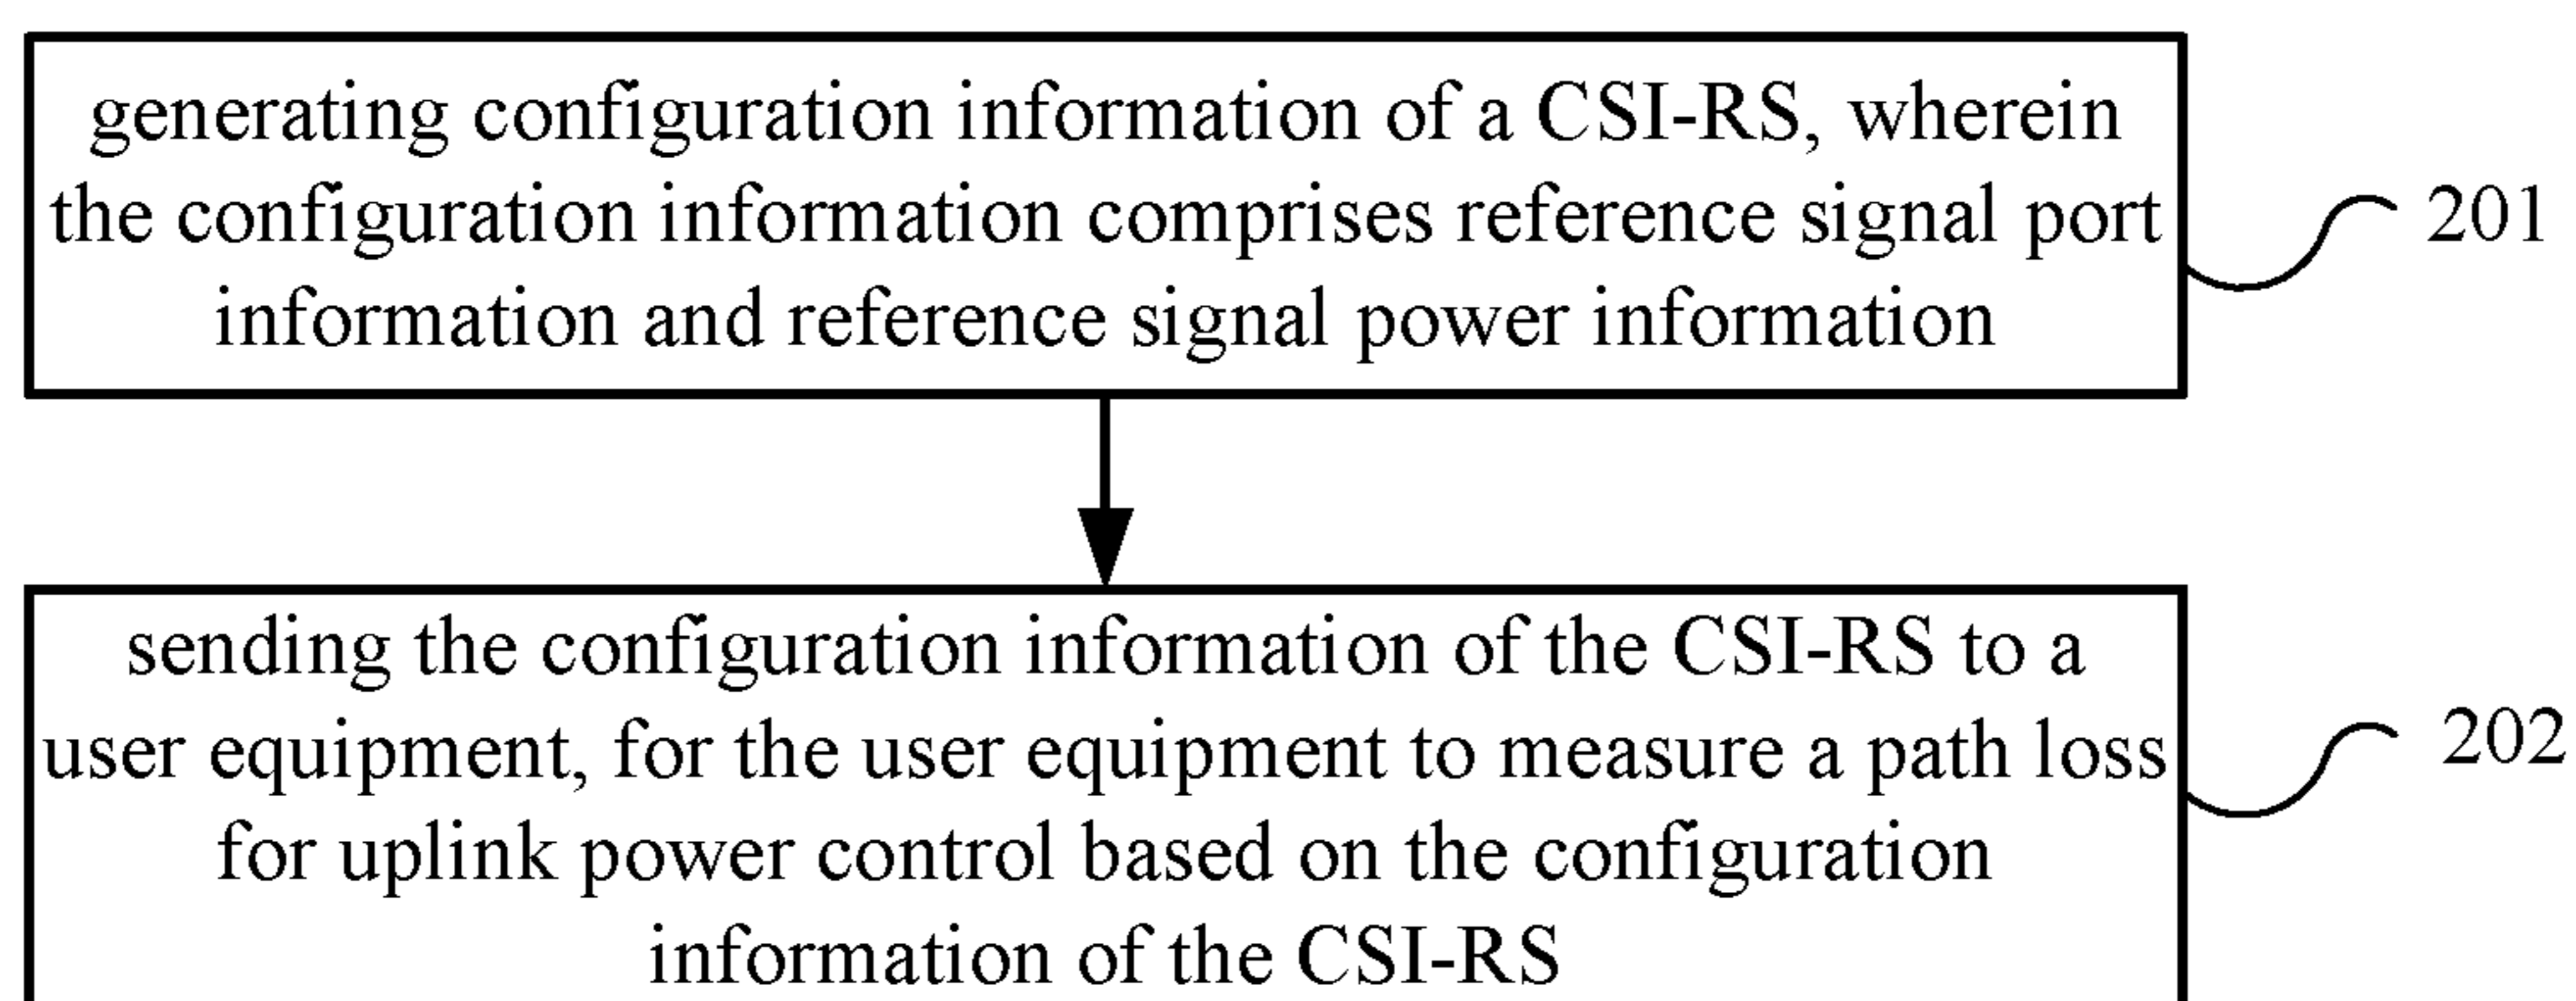 generating configuration information of a CSI-RS, wherein
the configuration information comprises reference signal port
information and reference signal power information
201
sending the configuration information of the CSI-RS to a
user equipment, for the user equipment to measure a path loss
for uplink power control based on the configuration
information of the CSI-RS
202